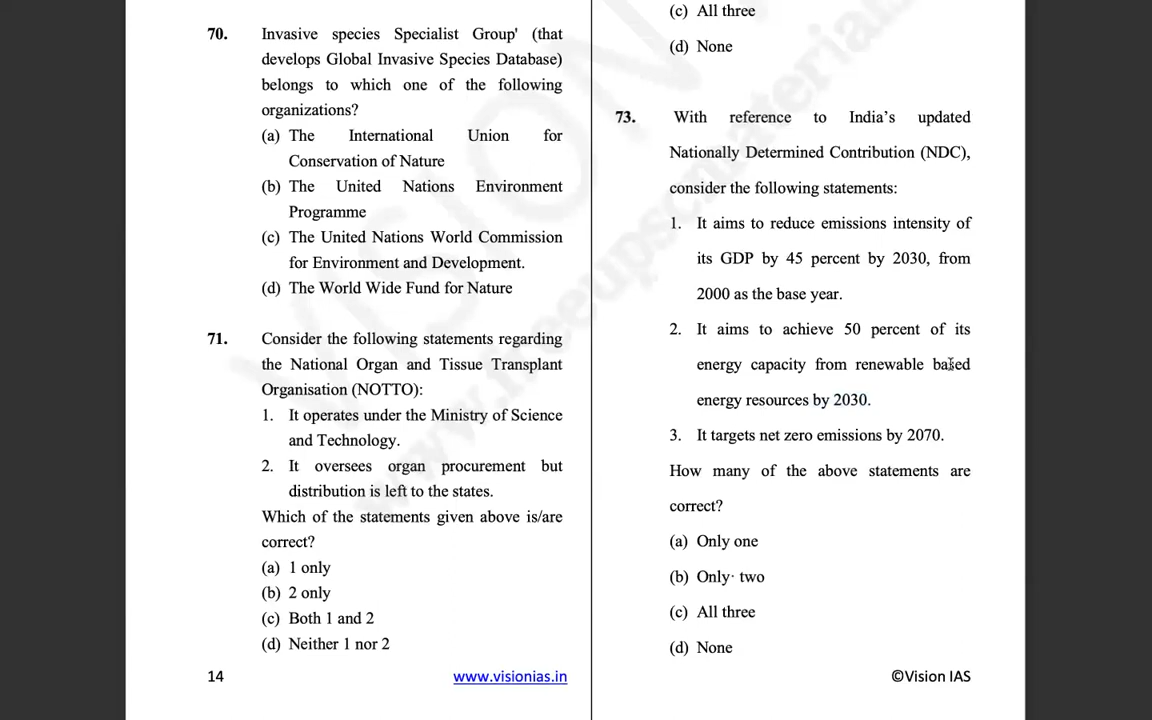 70. Invasive species Specialist Group' (that
develops Global Invasive Species Database)
belongs to which one of the following
organizations?
(a) The International Union for
Conservation of Nature
(b) The United Nations Environment
Programme
(c) The United Nations World Commission
for Environment and Development.
(d) The World Wide Fund for Nature
71. Consider the following statements regarding
the National Organ and Tissue Transplant
Organisation (NOTTO):
1. It operates under the Ministry of Science
and Technology.
2. It oversees organ procurement but
distribution is left to the states.
Which of the statements given above is/are
correct?
(a) 1 only
(b) 2 only
(c) Both 1 and 2
(d) Neither 1 nor 2
(c) All three
(d) None
73. With reference to India's updated
Nationally Determined Contribution (NDC),
consider the following statements:
1. It aims to reduce emissions intensity of
its GDP by 45 percent by 2030, from
2000 as the base year.
2. It aims to achieve 50 percent of its
energy capacity from renewable based
energy resources by 2030.
3. It targets net zero emissions by 2070.
How many of the above statements are
correct?
(a) Only one
(b) Only· two
(c) All three
(d) None
14 www.visionias.in ©Vision IAS